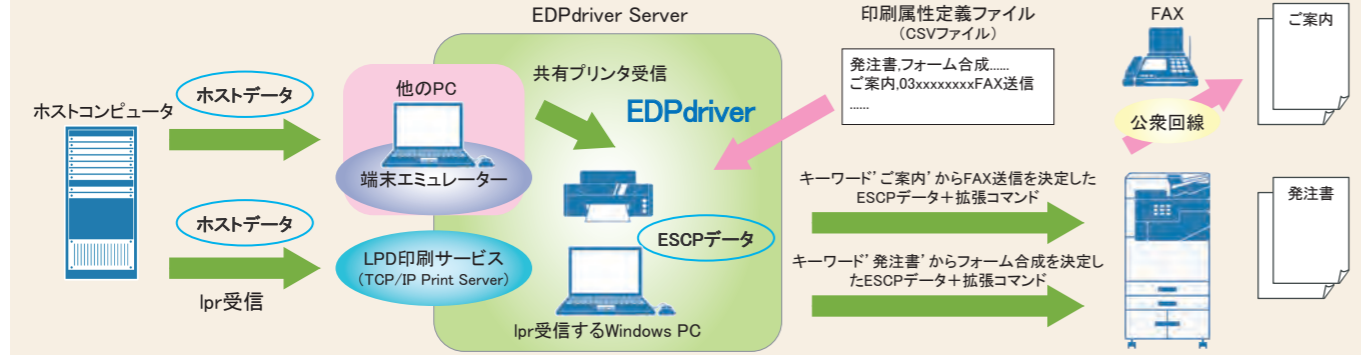 EDPdriver Server
印刷属性定義ファイル
（CSVファイル）
FAX
ご案内
発注書,フォーム合成......
ご案内,03xxxxxxxxFAX送信
......
ホストコンピュータ
ホストデータ
他のPC
端末エミュレーター
共有プリンタ受信
EDPdriver
公衆回線
キーワード’ご案内’からFAX送信を決定した
ESCPデータ＋拡張コマンド
発注書
ホストデータ
lpr受信
LPD印刷サービス
（TCP/IP Print Server）
ESCPデータ
キーワード’発注書’からフォーム合成を決定し
たESCPデータ＋拡張コマンド
lpr受信するWindows PC